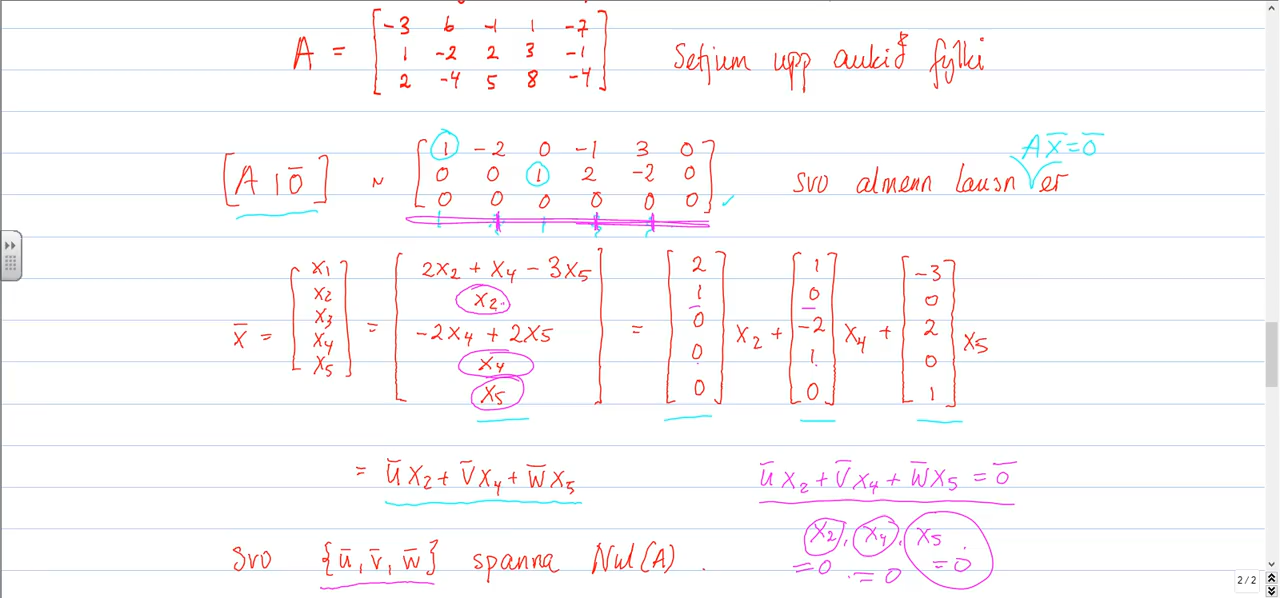 A = [ -3 6 -1 1 -7
1 -2 2 3 -1
2 -4 5 8 -4 ] Setjum upp aukið fylki
[A | 0̄] ~ [ 1 -2 0 -1 3 0
0 0 1 2 -2 0
0 0 0 0 0 0 ] svo almenn lausn er
Ax̄ = 0̄
x̄ = [ x1 x2 x3 x4 x5 ] = [ 2x2 + x4 - 3x5
x2
-2x4 + 2x5
x4
x5 ] = [ 2 1 0 0 0 ] x2 + [ 1 0 -2 1 0 ] x4 + [ -3 0 2 0 1 ] x5
= ūx2 + v̄x4 + w̄x5
ūx2 + v̄x4 + w̄x5 = 0̄
x2, x4, x5
=0 =0 =0
Svo {ū, v̄, w̄} spanna Nul(A).
2 / 2